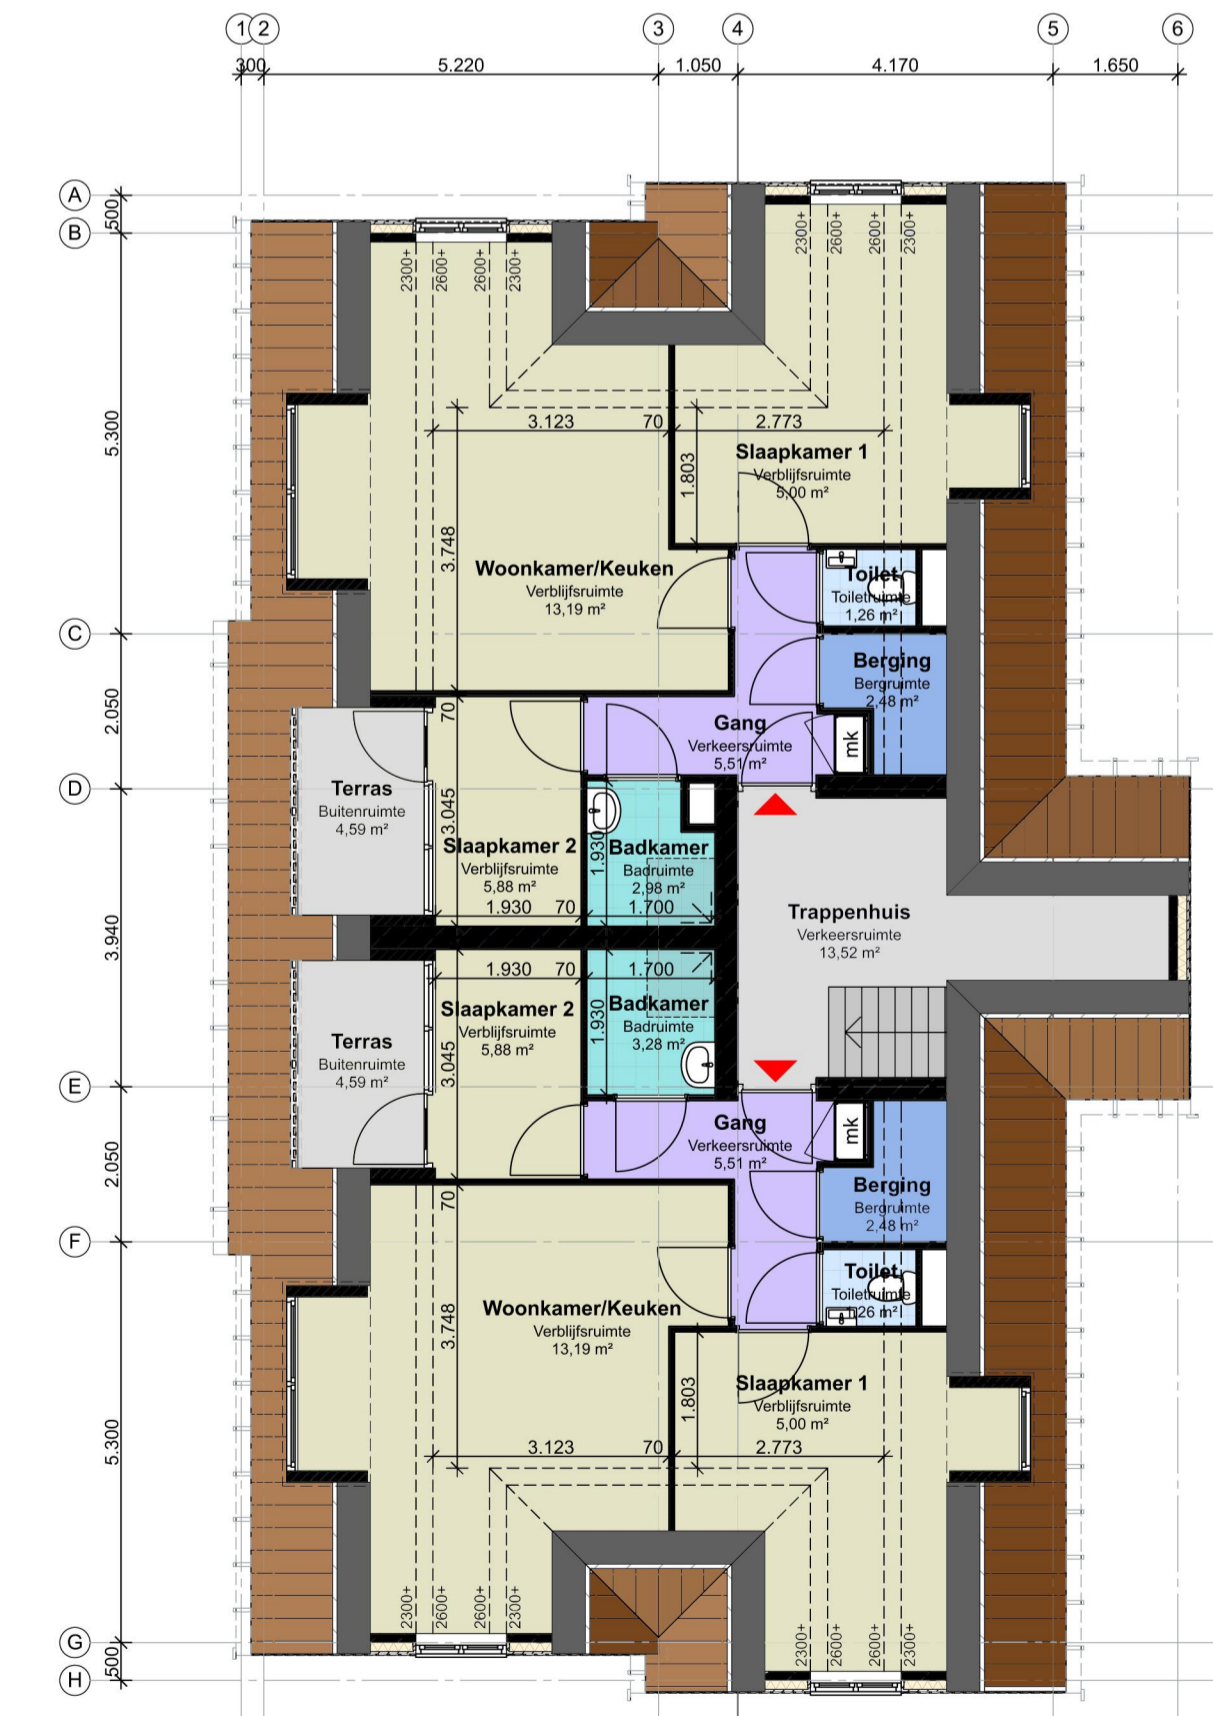 1 2 3 4 5 6
300 5.220 1.050 4.170 1.650
A
500
B
2300+ 2600+ 2600+ 2300+
2300+ 2600+ 2600+ 2300+
5.300
3.123 70 2.773
Slaapkamer 1
Verblijfsruimte
5,00 m²
1.803
3.748
Woonkamer/Keuken
Verblijfsruimte
13,19 m²
Toilet
Toiletruimte
1,26 m²
C
Berging
Bergruimte
2,48 m²
2.050
70
Gang
Verkeersruimte
5,51 m²
mk
D
Terras
Buitenruimte
4,59 m²
3.045
Slaapkamer 2
Verblijfsruimte
5,88 m²
1.930
Badkamer
Badruimte
2,98 m²
1.930 70 1.700
Trappenhuis
Verkeersruimte
13,52 m²
3.940
1.930 70 1.700
Slaapkamer 2
Verblijfsruimte
5,88 m²
1.930
Badkamer
Badruimte
3,28 m²
Terras
Buitenruimte
4,59 m²
3.045
E
Gang
Verkeersruimte
5,51 m²
mk
2.050
70
Berging
Bergruimte
2,48 m²
F
Toilet
Toiletruimte
1,26 m²
Woonkamer/Keuken
Verblijfsruimte
13,19 m²
3.748
Slaapkamer 1
Verblijfsruimte
5,00 m²
1.803
5.300
3.123 70 2.773
2300+ 2600+ 2600+ 2300+
2300+ 2600+ 2600+ 2300+
G
500
H